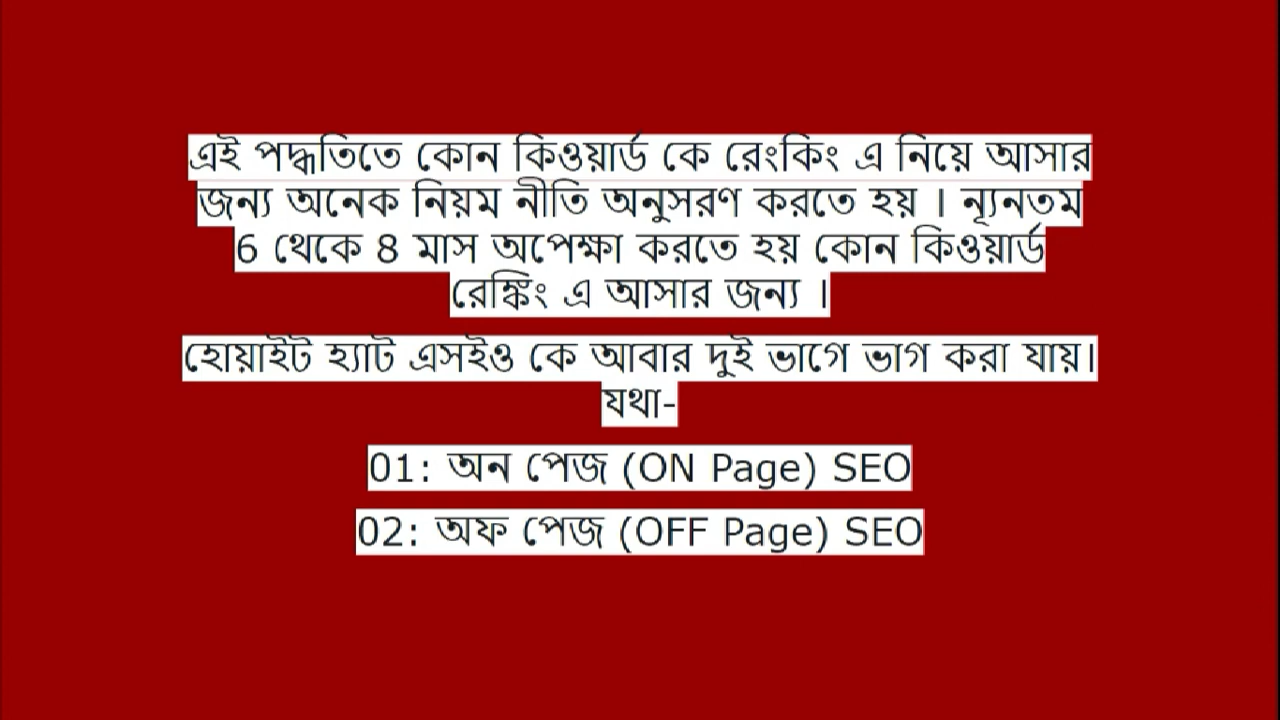 এই পদ্ধতিতে কোন কিওয়ার্ড কে রেংকিং এ নিয়ে আসার
জন্য অনেক নিয়ম নীতি অনুসরণ করতে হয় । ন্যূনতম
6 থেকে 8 মাস অপেক্ষা করতে হয় কোন কিওয়ার্ড
রেঙ্কিং এ আসার জন্য ।
হোয়াইট হ্যাট এসইও কে আবার দুই ভাগে ভাগ করা যায়।
যথা-
01: অন পেজ (ON Page) SEO
02: অফ পেজ (OFF Page) SEO